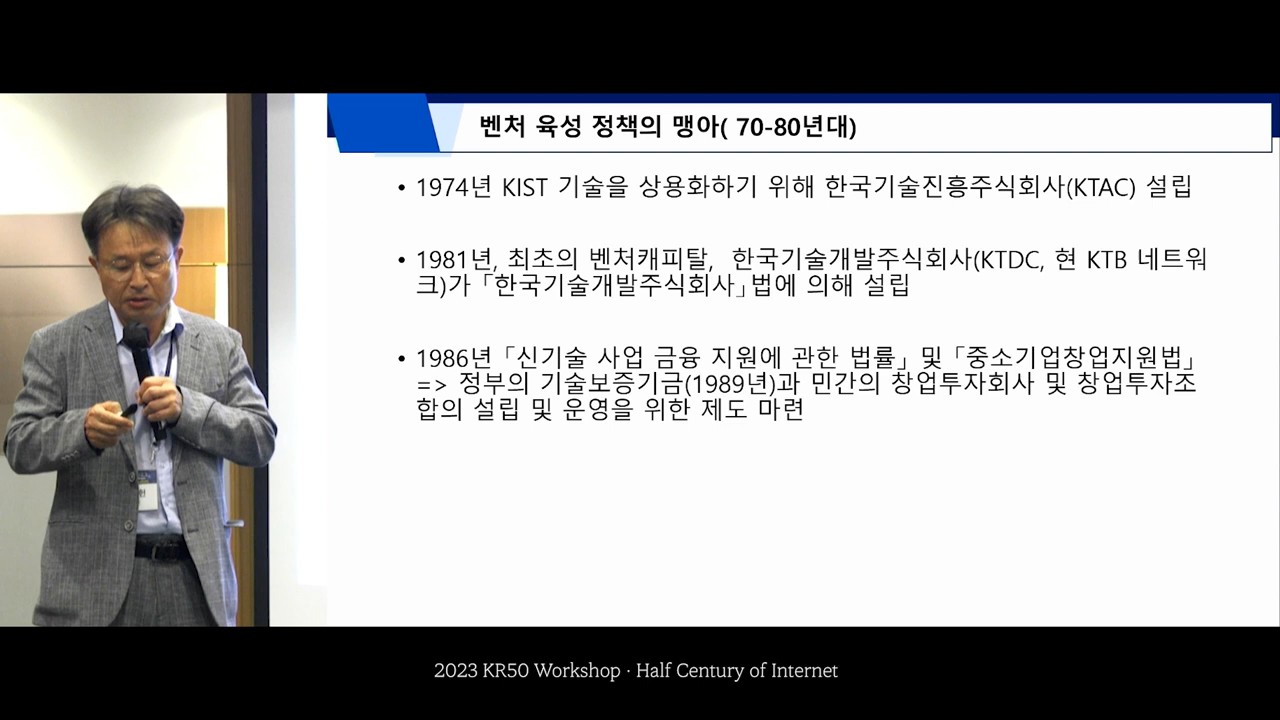 벤처 육성 정책의 맹아( 70-80년대)
• 1974년 KIST 기술을 상용화하기 위해 한국기술진흥주식회사(KTAC) 설립
• 1981년, 최초의 벤처캐피탈, 한국기술개발주식회사(KTDC, 현 KTB 네트워
크)가 「한국기술개발주식회사」법에 의해 설립
• 1986년 「신기술 사업 금융 지원에 관한 법률」 및 「중소기업창업지원법」
=> 정부의 기술보증기금(1989년)과 민간의 창업투자회사 및 창업투자조
합의 설립 및 운영을 위한 제도 마련
헌
2023 KR50 Workshop · Half Century of Internet